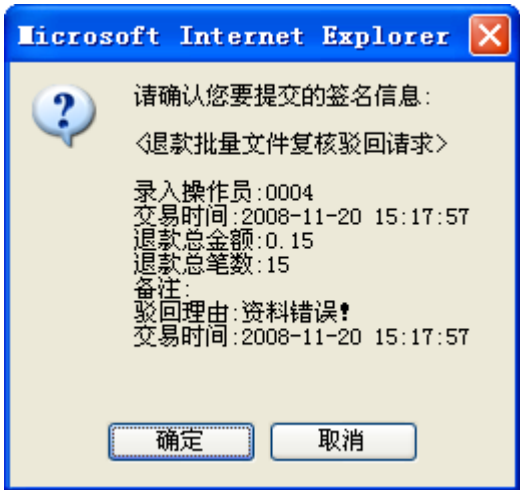 Microsoft Internet Explorer
?
请确认您要提交的签名信息:
<退款批量文件复核驳回请求>
录入操作员:0004
交易时间:2008-11-20 15:17:57
退款总金额:0.15
退款总笔数:15
备注:
驳回理由:资料错误!
交易时间:2008-11-20 15:17:57
确定
取消